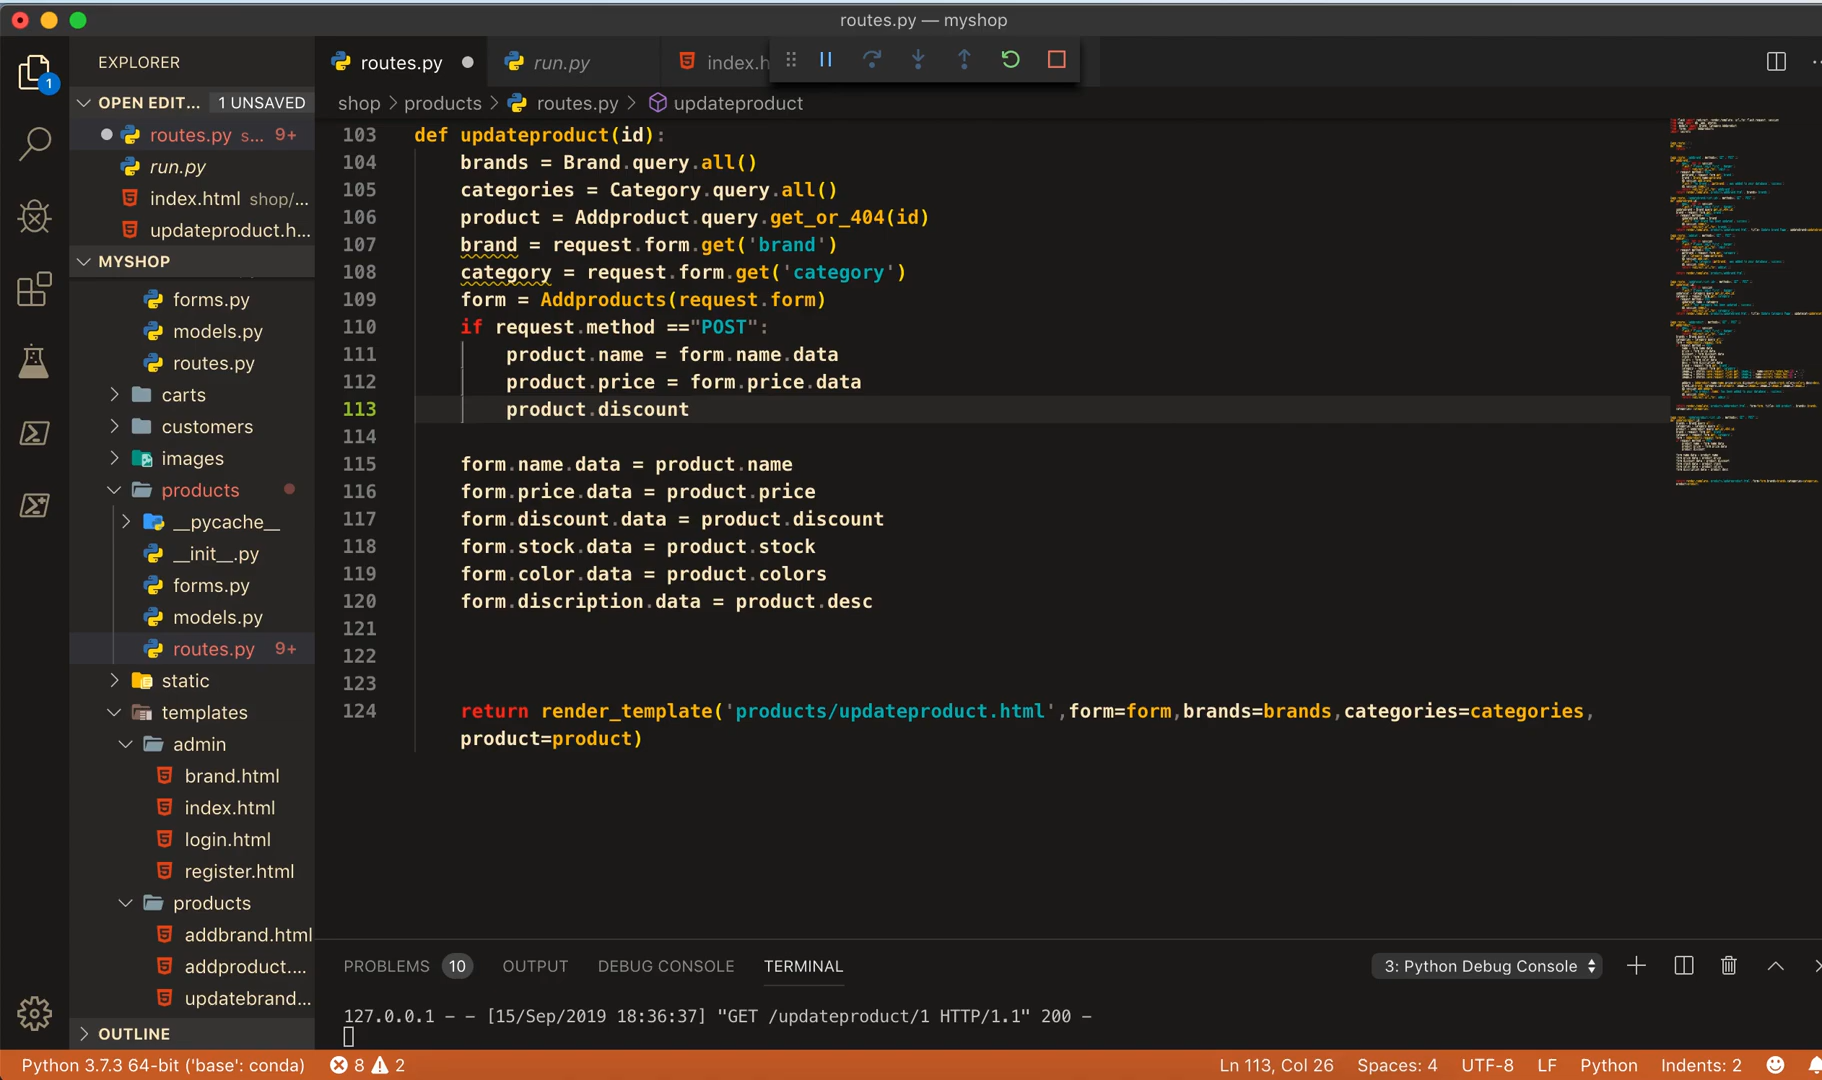 routes.py — myshop
EXPLORER
routes.py
run.py
index.h
1
OPEN EDIT... 1 UNSAVED
routes.py s... 9+
run.py
index.html shop/...
updateproduct.h...
MYSHOP
forms.py
models.py
routes.py
carts
customers
images
products
__pycache__
__init__.py
forms.py
models.py
routes.py 9+
static
templates
admin
brand.html
index.html
login.html
register.html
products
addbrand.html
addproduct....
updatebrand...
OUTLINE
shop > products > routes.py > updateproduct
103 def updateproduct(id):
104 brands = Brand.query.all()
105 categories = Category.query.all()
106 product = Addproduct.query.get_or_404(id)
107 brand = request.form.get('brand')
108 category = request.form.get('category')
109 form = Addproducts(request.form)
110 if request.method =="POST":
111 product.name = form.name.data
112 product.price = form.price.data
113 product.discount
114
115 form.name.data = product.name
116 form.price.data = product.price
117 form.discount.data = product.discount
118 form.stock.data = product.stock
119 form.color.data = product.colors
120 form.discription.data = product.desc
121
122
123
124 return render_template('products/updateproduct.html',form=form,brands=brands,categories=categories,
product=product)
PROBLEMS 10 OUTPUT DEBUG CONSOLE TERMINAL
3: Python Debug Console
127.0.0.1 - - [15/Sep/2019 18:36:37] "GET /updateproduct/1 HTTP/1.1" 200 -
Python 3.7.3 64-bit ('base': conda) 8 2
Ln 113, Col 26 Spaces: 4 UTF-8 LF Python Indents: 2